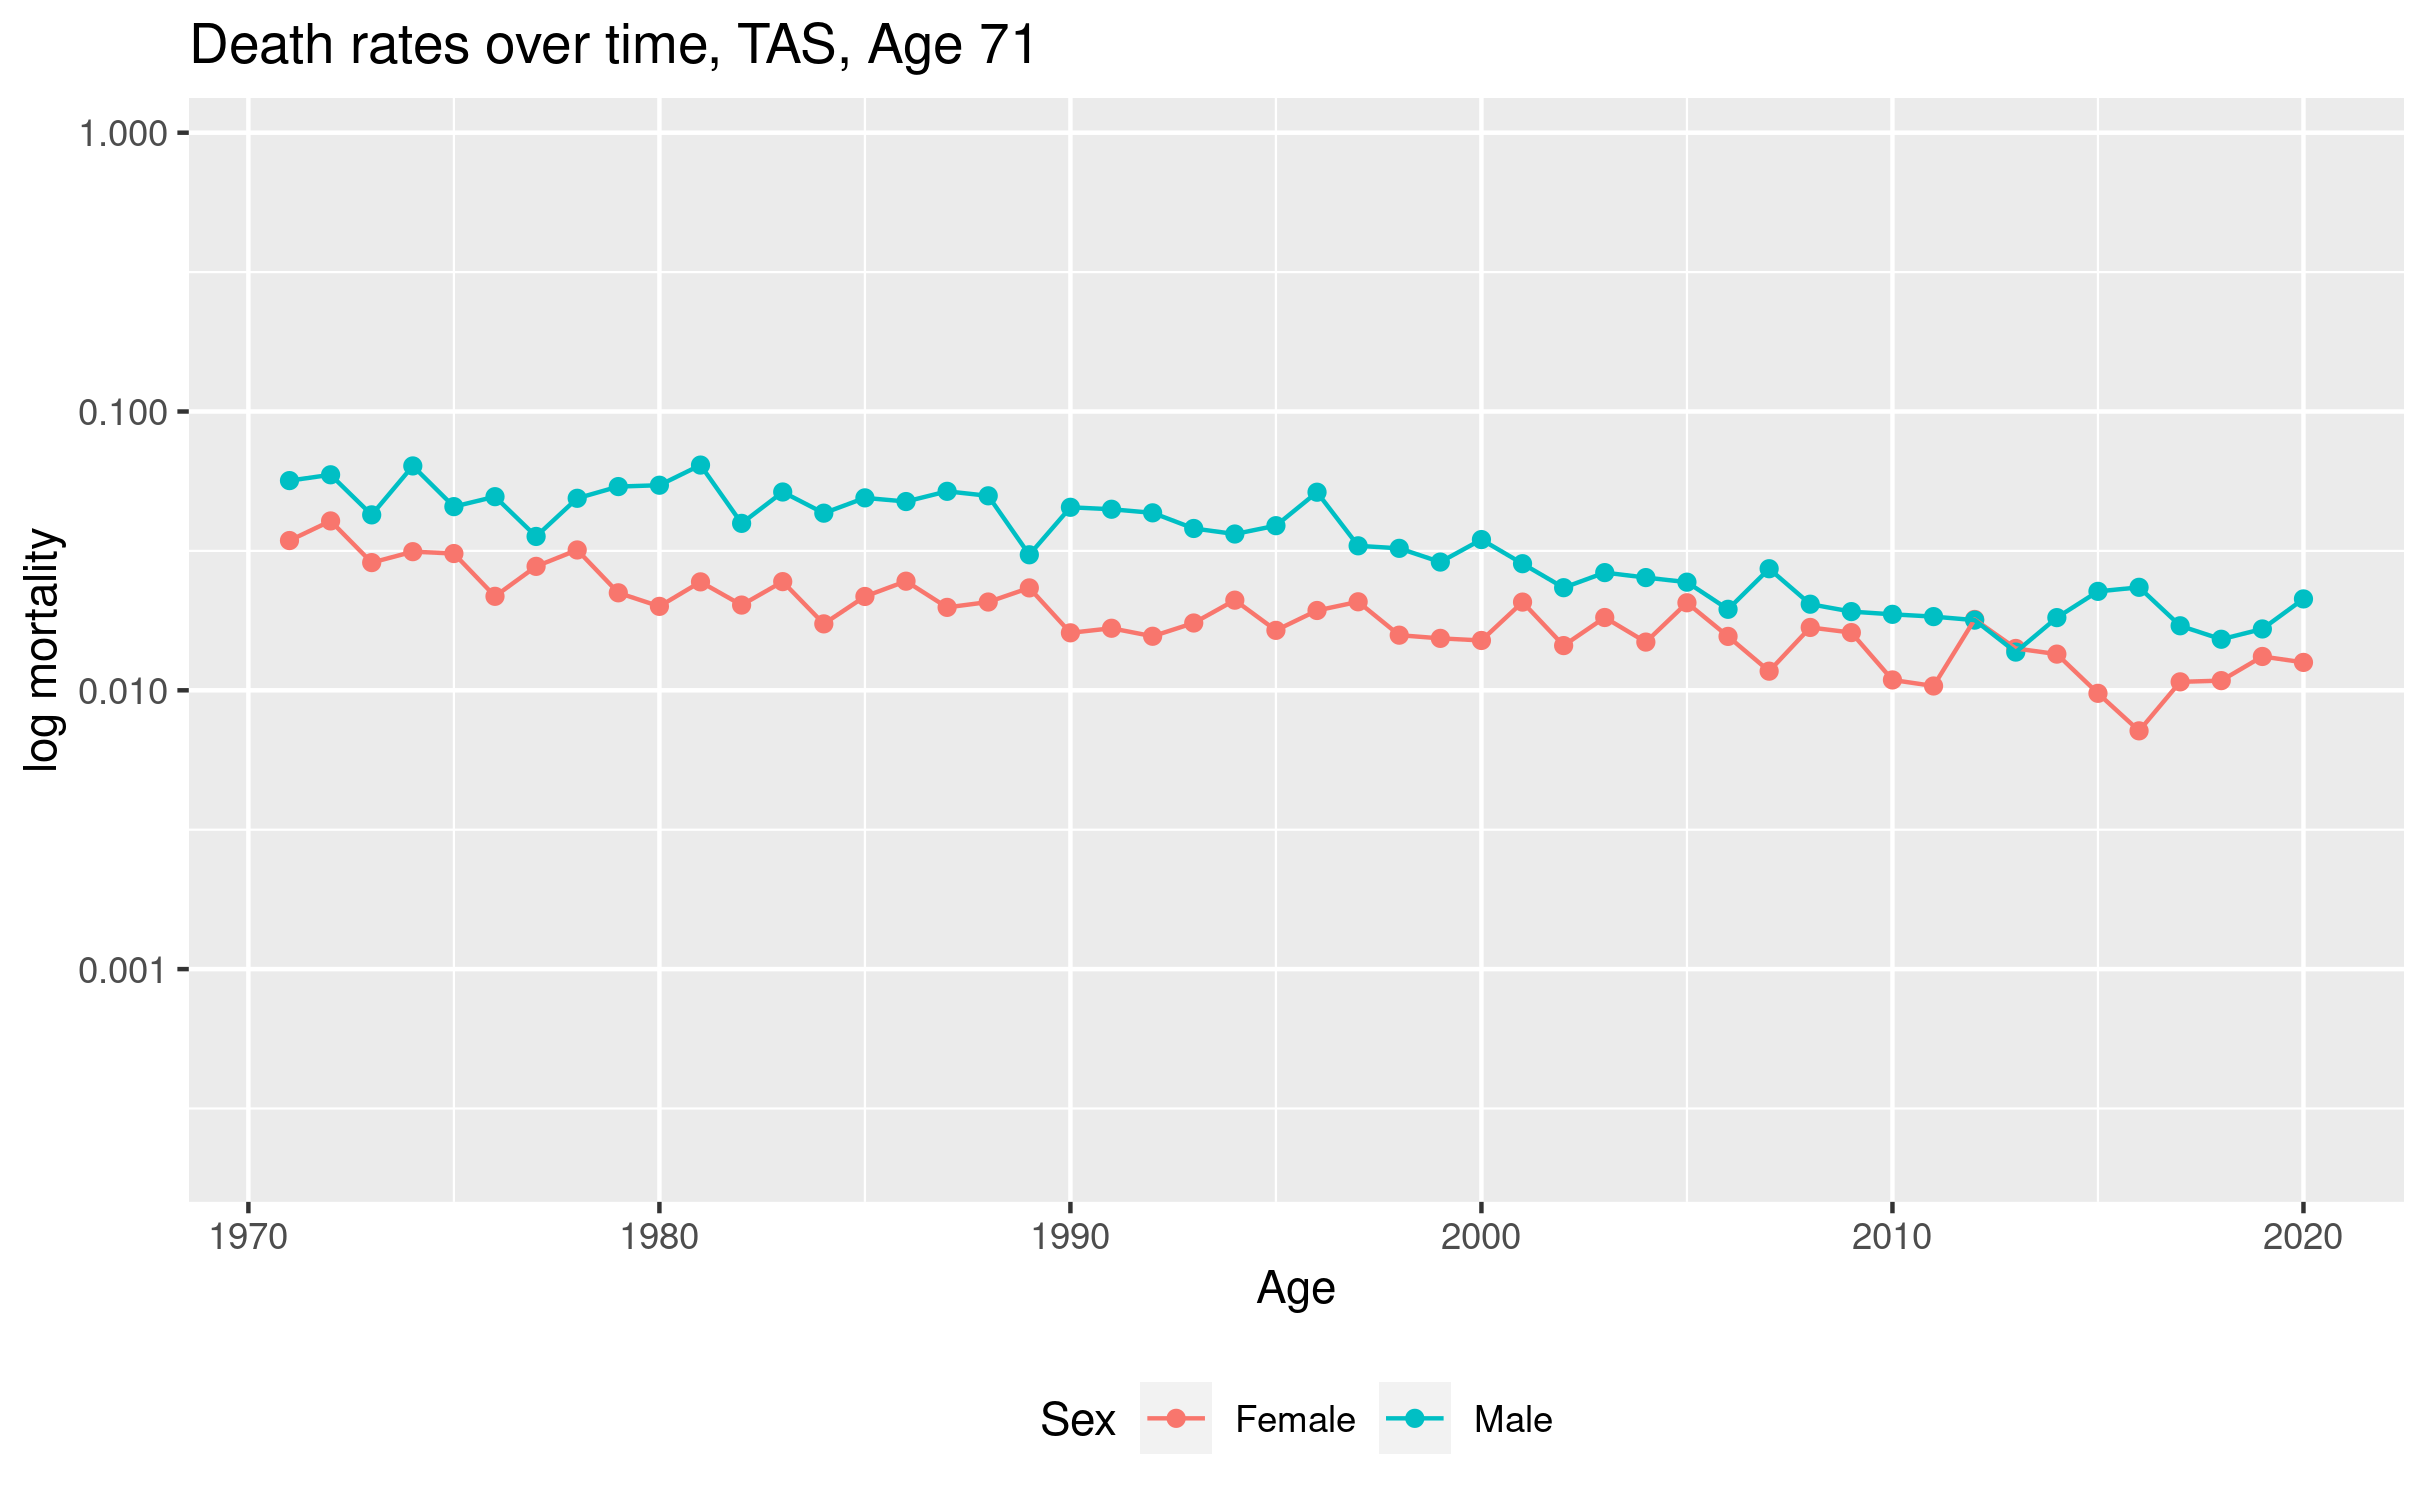 Death rates over time, TAS, Age 71
log mortality
1.000
0.100
0.010
0.001
1970 1980 1990 2000 2010 2020
Age
Sex Female Male